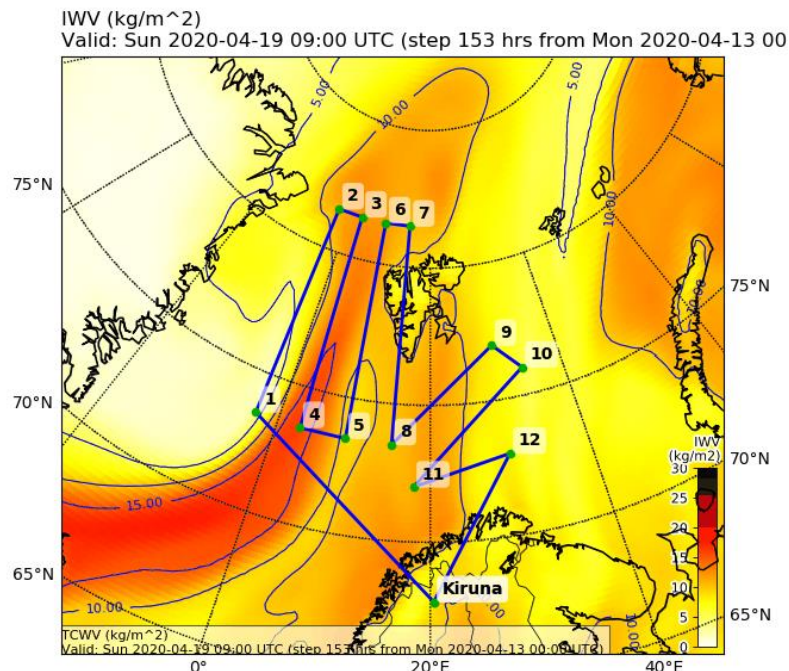 IWV (kg/m^2)
Valid: Sun 2020-04-19 09:00 UTC (step 153 hrs from Mon 2020-04-13 00
5.00
5.00
10.00
75°N
2
3
6
7
10.00
75°N
9
10
1
70°N
4
5
8
12
IWV
(kg/m2)
70°N
11
30
15.00
25
20
15
65°N
Kiruna
10
10.00
5
65°N
0
TCWV (kg/m^2)
Valid: Sun 2020-04-19 09:00 UTC (step 153 hrs from Mon 2020-04-13 00:00 UTC)
0°
20°E
40°E